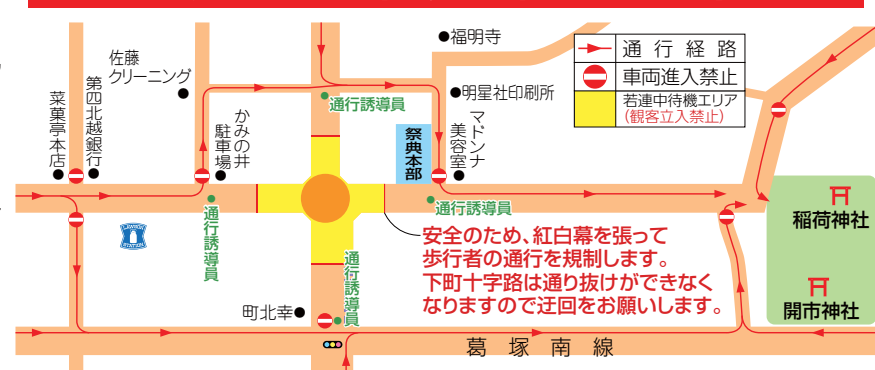 佐藤
クリーニング
●福明寺
通行経路
車両進入禁止
若連中待機エリア
(観客立入禁止)
菜菓亭本店●
第四北越銀行●
かみの井
駐車場●
●通行誘導員
●明星社印刷所
祭典本部
マドンナ
美容室●
●通行誘導員
●通行誘導員
LAWSON
STATION
安全のため、紅白幕を張って
歩行者の通行を規制します。
下町十字路は通り抜けができなく
なりますので迂回をお願いします。
稲荷神社
開市神社
町北幸●
通行誘導員●
葛塚南線